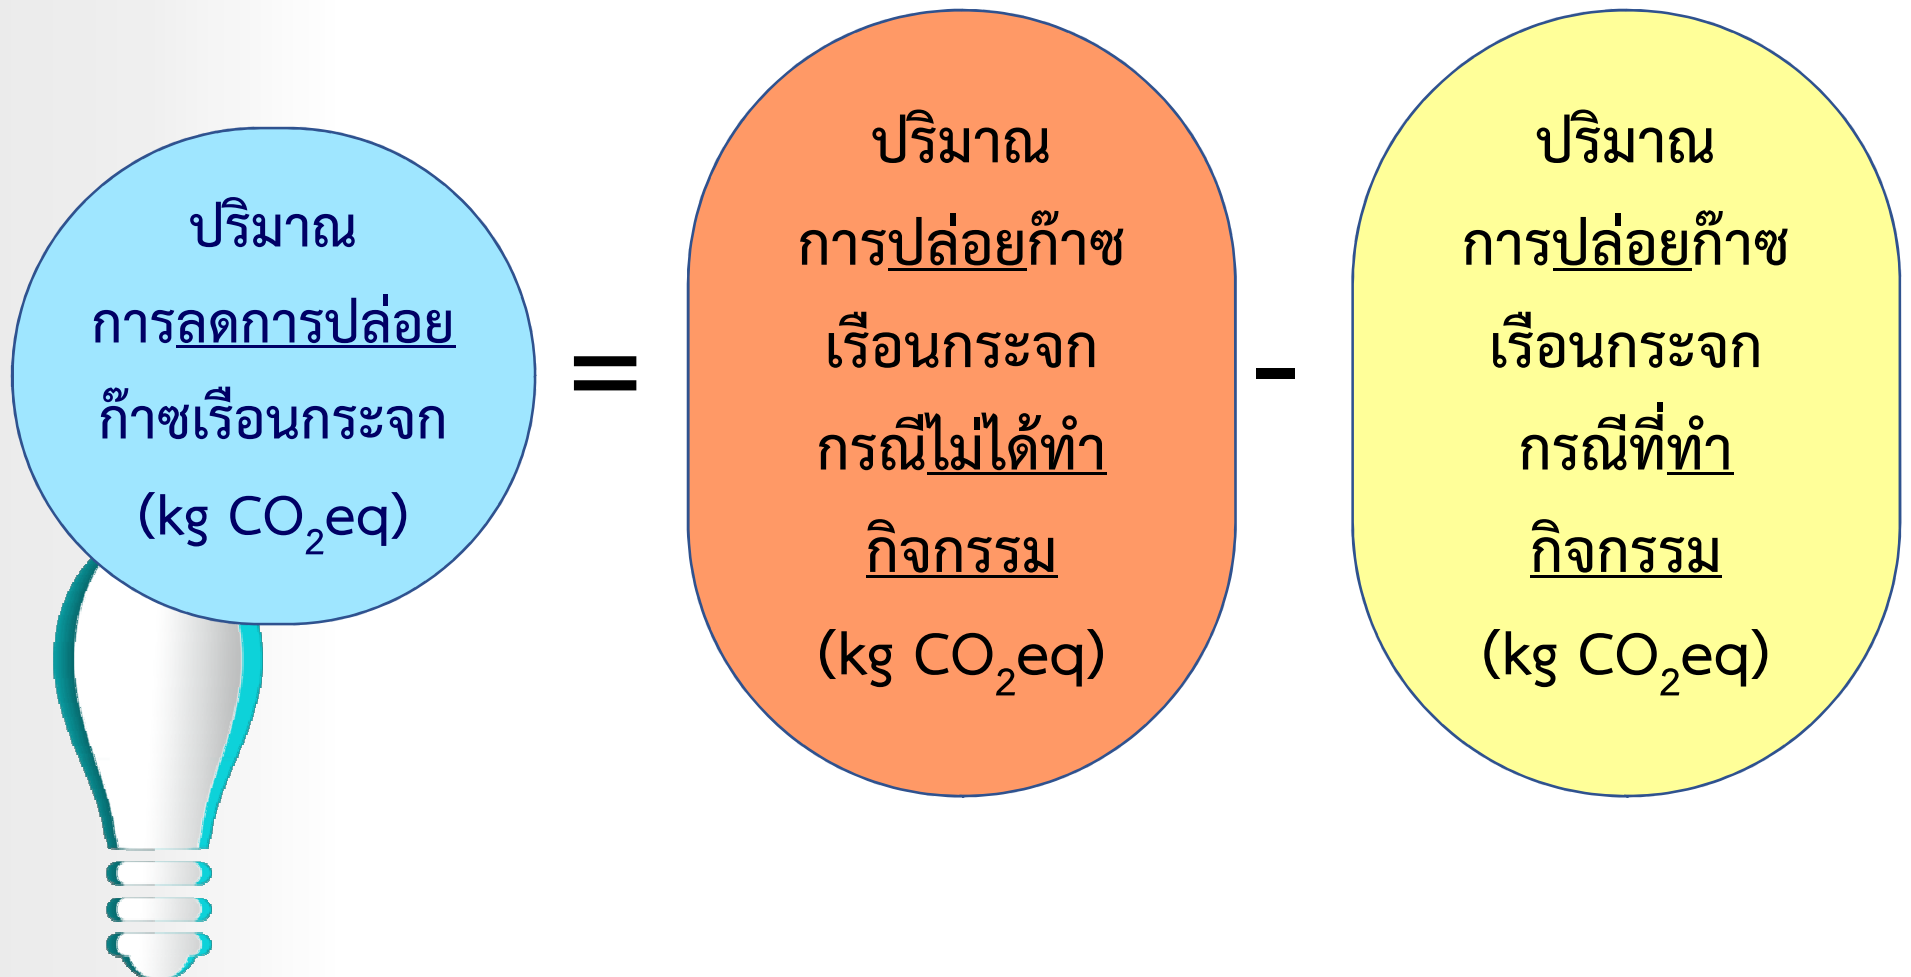 ปริมาณ
การลดการปล่อย
ก๊าซเรือนกระจก
(kg CO₂eq)
=
ปริมาณ
การปล่อยก๊าซ
เรือนกระจก
กรณีไม่ได้ทำ
กิจกรรม
(kg CO₂eq)
-
ปริมาณ
การปล่อยก๊าซ
เรือนกระจก
กรณีที่ทำ
กิจกรรม
(kg CO₂eq)